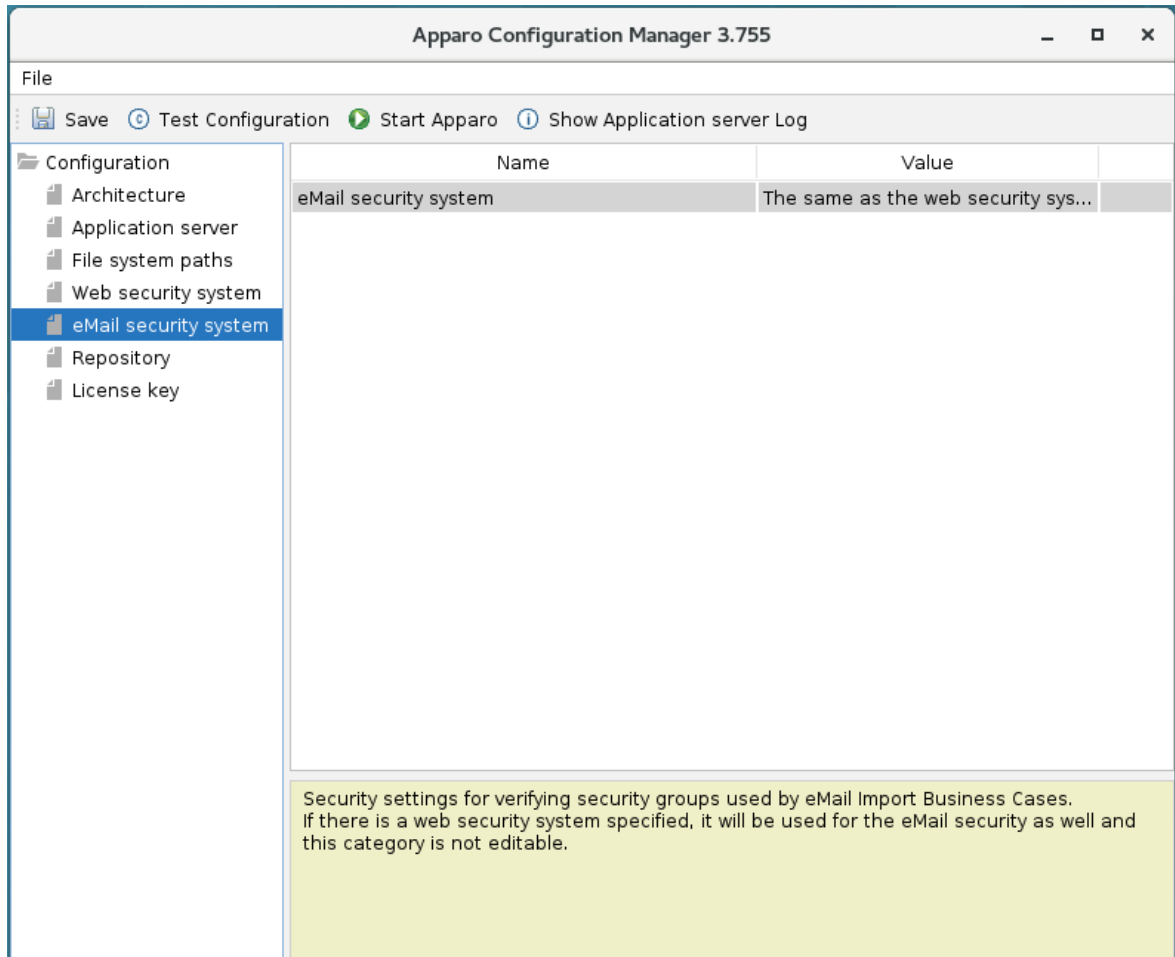 Apparo Configuration Manager 3.755
File
Save Test Configuration Start Apparo Show Application server Log
Configuration
Architecture
Application server
File system paths
Web security system
eMail security system
Repository
License key
Name Value
eMail security system The same as the web security sys...
Security settings for verifying security groups used by eMail Import Business Cases.
If there is a web security system specified, it will be used for the eMail security as well and
this category is not editable.